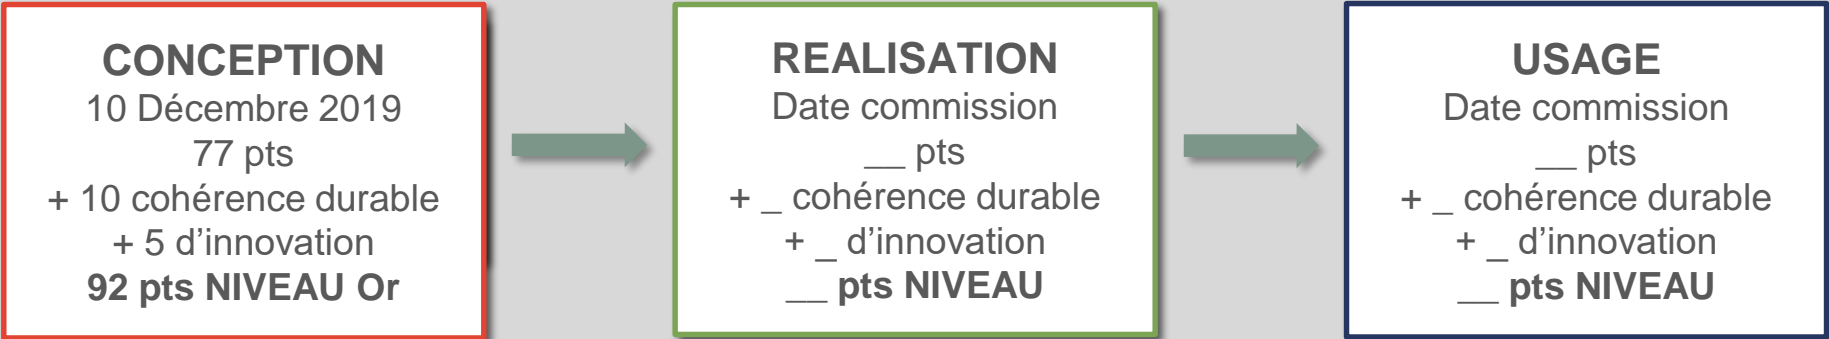 CONCEPTION
10 Décembre 2019
77 pts
+ 10 cohérence durable
+ 5 d’innovation
92 pts NIVEAU Or
REALISATION
Date commission
__ pts
+ _ cohérence durable
+ _ d’innovation
__ pts NIVEAU
USAGE
Date commission
__ pts
+ _ cohérence durable
+ _ d’innovation
__ pts NIVEAU